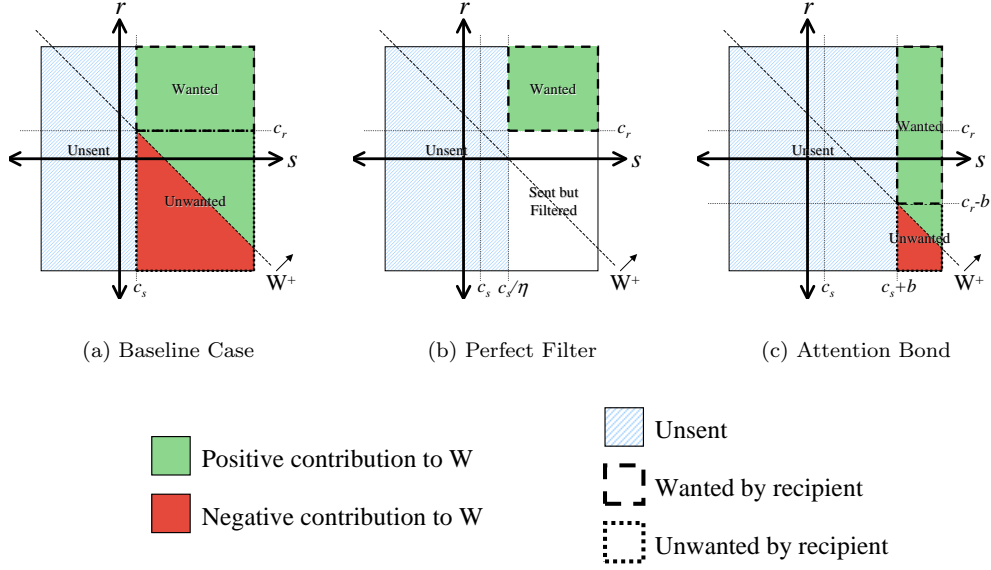 r
Wanted
c_r
Unsent
s
Unwanted
c_s
W+
(a) Baseline Case
r
Wanted
c_r
Unsent
s
Sent but
Filtered
c_s c_s/η
W+
(b) Perfect Filter
r
Wanted
c_r
Unsent
s
c_r-b
Unwanted
c_s
c_s+b
W+
(c) Attention Bond
Positive contribution to W
Negative contribution to W
Unsent
Wanted by recipient
Unwanted by recipient